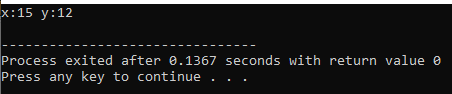 x:15 y:12
--------------------------------
Process exited after 0.1367 seconds with return value 0
Press any key to continue . . .